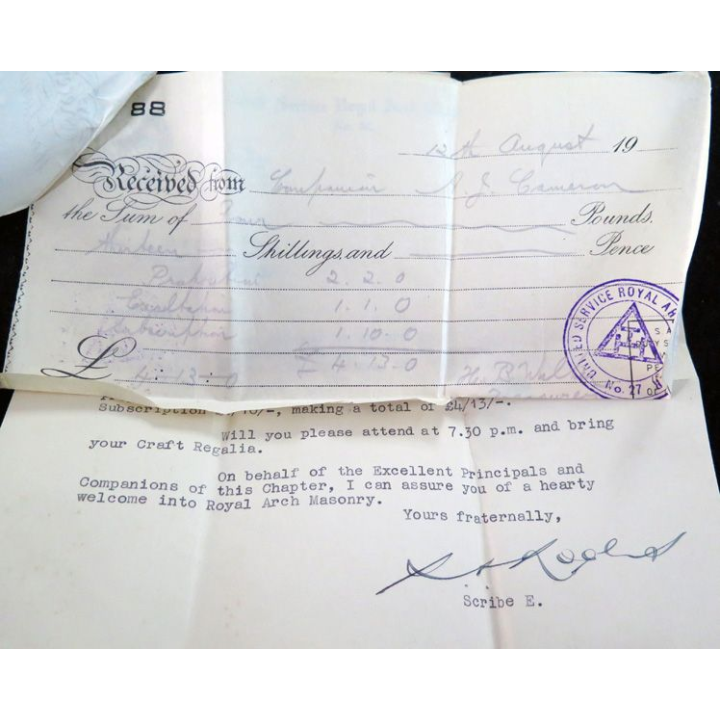 88
12th August 19
Received from Companion A. J. Cameron
the Sum of Four Pounds.
thirteen Shillings and Pence
2. 2. 0
Exaltation 1. 1. 0
Subscription 1. 10. 0
£ 4. 13. 0 £ 4. 13. 0 H. B.
UNITED SERVICE ROYAL AR
No. 27
Subscription /10/-, making a total of £4/13/-.
Will you please attend at 7.30 p.m. and bring
your Craft Regalia.
On behalf of the Excellent Principals and
Companions of this Chapter, I can assure you of a hearty
welcome into Royal Arch Masonry.
Yours fraternally,
Scribe E.